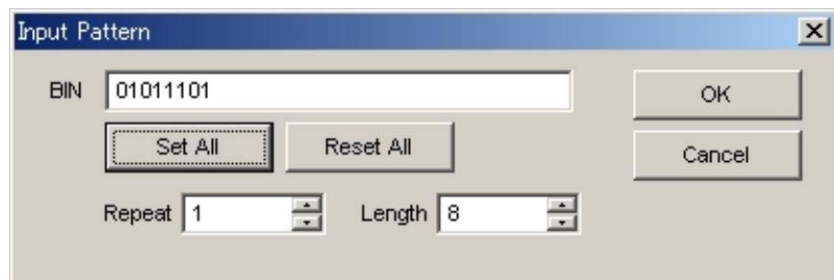 Input Pattern
BIN 01011101 OK
Set All Reset All Cancel
Repeat 1 Length 8